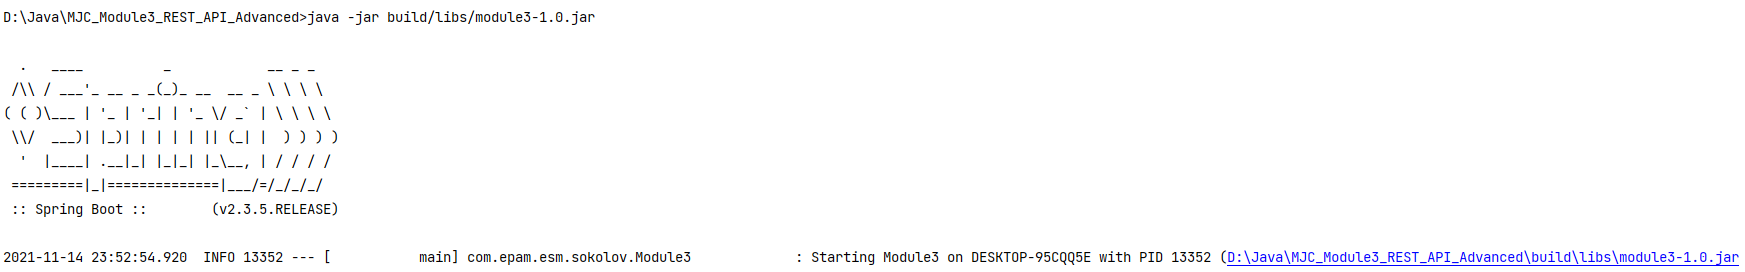 D:\Java\MJC_Module3_REST_API_Advanced>java -jar build/libs/module3-1.0.jar
  .   ____          _            __ _ _
 /\\ / ___'_ __ _ _(_)_ __  __ _ \ \ \ \
( ( )\___ | '_ | '_| | '_ \/ _` | \ \ \ \
 \\/  ___)| |_)| | | | | || (_| |  ) ) ) )
  '  |____| .__|_| |_|_| |_\__, | / / / /
 =========|_|==============|___/=/_/_/_/
 :: Spring Boot ::        (v2.3.5.RELEASE)
2021-11-14 23:52:54.920  INFO 13352 --- [           main] com.epam.esm.sokolov.Module3             : Starting Module3 on DESKTOP-95CQQ5E with PID 13352 (D:\Java\MJC_Module3_REST_API_Advanced\build\libs\module3-1.0.jar